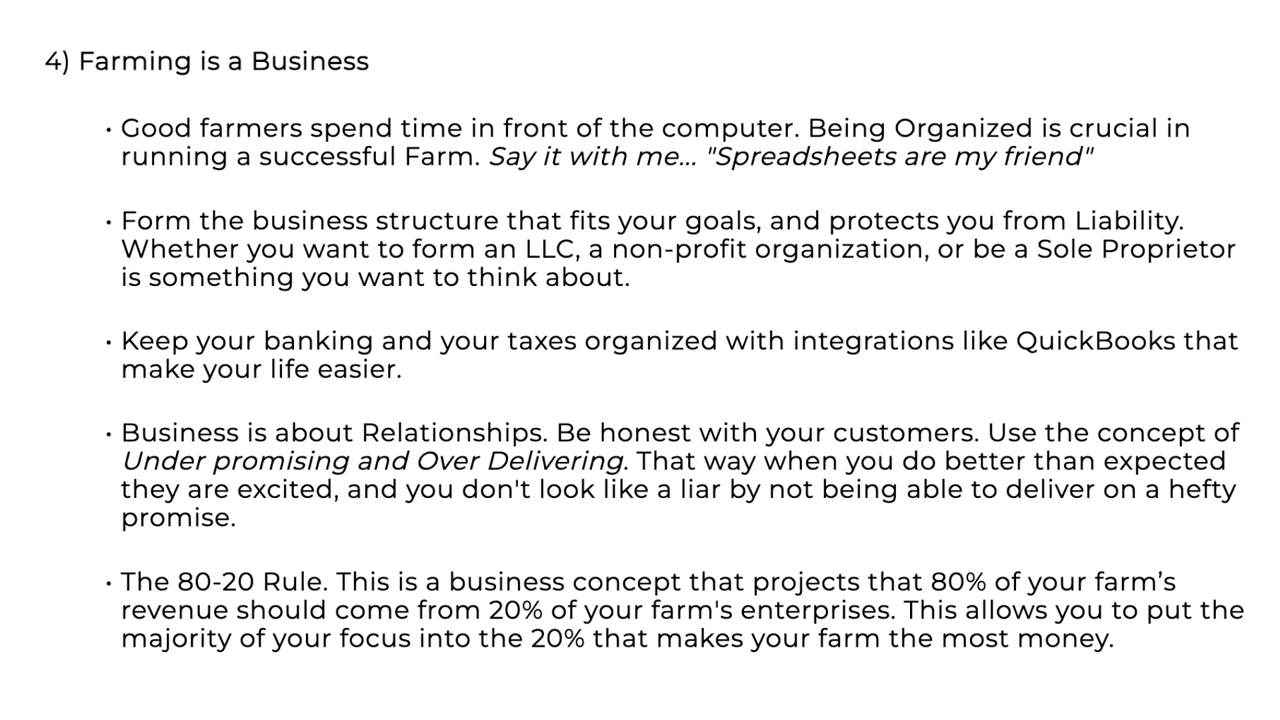 4) Farming is a Business
• Good farmers spend time in front of the computer. Being Organized is crucial in
running a successful Farm. Say it with me... "Spreadsheets are my friend"
• Form the business structure that fits your goals, and protects you from Liability.
Whether you want to form an LLC, a non-profit organization, or be a Sole Proprietor
is something you want to think about.
• Keep your banking and your taxes organized with integrations like QuickBooks that
make your life easier.
• Business is about Relationships. Be honest with your customers. Use the concept of
Under promising and Over Delivering. That way when you do better than expected
they are excited, and you don't look like a liar by not being able to deliver on a hefty
promise.
• The 80-20 Rule. This is a business concept that projects that 80% of your farm’s
revenue should come from 20% of your farm's enterprises. This allows you to put the
majority of your focus into the 20% that makes your farm the most money.